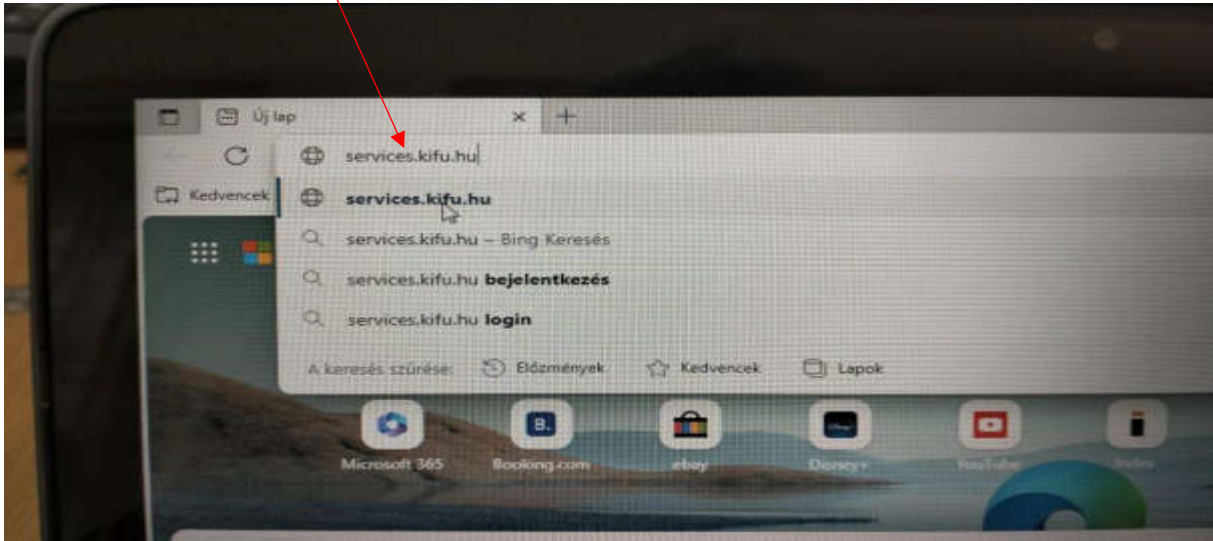 Új lap
services.kifu.hu
Kedvencek
services.kifu.hu
services.kifu.hu – Bing Keresés
services.kifu.hu bejelentkezés
services.kifu.hu login
A keresés szűrése: Előzmények Kedvencek Lapok
B.
Microsoft 365 Booking.com ebay Disney+ YouTube Index